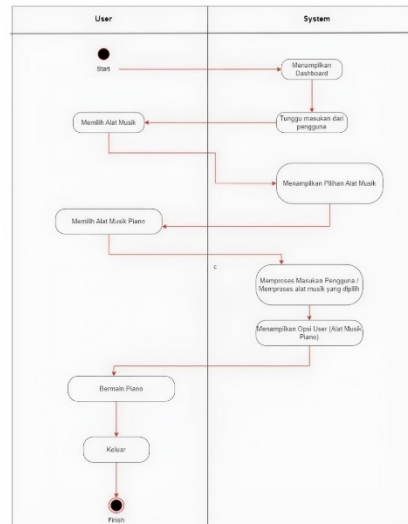 User
System
Start
Menampilkan
Dashboard
Tunggu masukan dari
pengguna
Memilih Alat Musik
Menampilkan Pilihan Alat Musik
Memilih Alat Musik Piano
c
Memproses Masukan Pengguna /
Memproses alat musik yang dipilih
Menampilkan Opsi User (Alat Musik
Piano)
Bermain Piano
Keluar
Finish